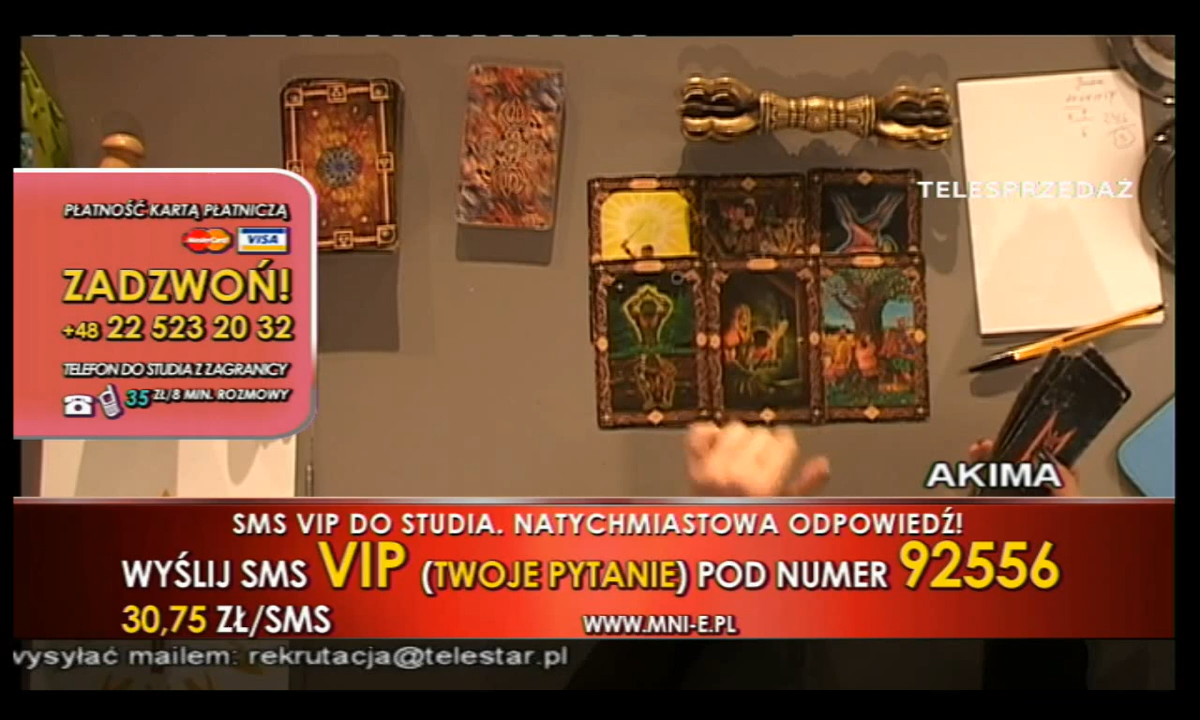 PŁATNOŚĆ KARTĄ PŁATNICZĄ
MasterCard VISA
ZADZWOŃ!
+48 22 523 20 32
TELEFON DO STUDIA Z ZAGRANICY
35 ZŁ/8 MIN. ROZMOWY
TELESPRZEDAŻ
AKIMA
SMS VIP DO STUDIA. NATYCHMIASTOWA ODPOWIEDŹ!
WYŚLIJ SMS VIP (TWOJE PYTANIE) POD NUMER 92556
30,75 ZŁ/SMS
WWW.MNI-E.PL
wysyłać mailem: rekrutacja@telestar.pl